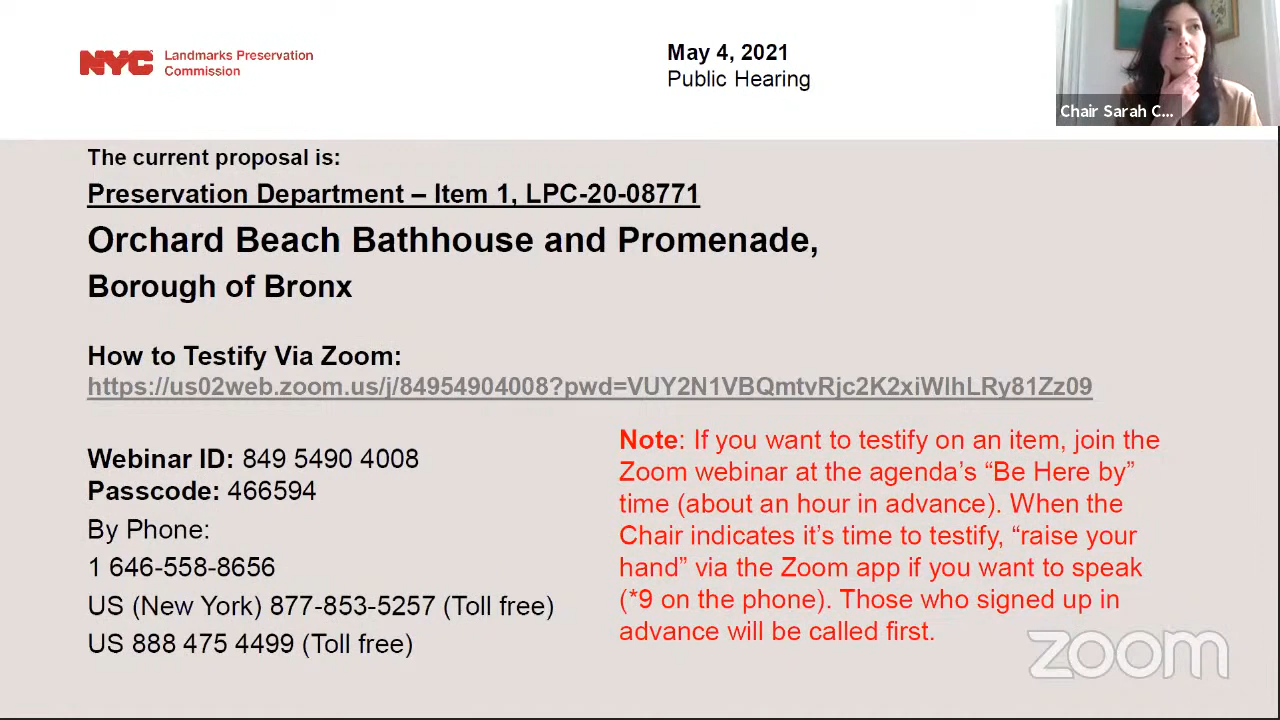 NYC Landmarks Preservation
Commission
May 4, 2021
Public Hearing
Chair Sarah C...
The current proposal is:
Preservation Department – Item 1, LPC-20-08771
Orchard Beach Bathhouse and Promenade,
Borough of Bronx
How to Testify Via Zoom:
https://us02web.zoom.us/j/84954904008?pwd=VUY2N1VBQmtvRjc2K2xiWlhLRy81Zz09
Webinar ID: 849 5490 4008
Passcode: 466594
By Phone:
1 646-558-8656
US (New York) 877-853-5257 (Toll free)
US 888 475 4499 (Toll free)
Note: If you want to testify on an item, join the
Zoom webinar at the agenda’s “Be Here by”
time (about an hour in advance). When the
Chair indicates it’s time to testify, “raise your
hand” via the Zoom app if you want to speak
(*9 on the phone). Those who signed up in
advance will be called first.
zoom